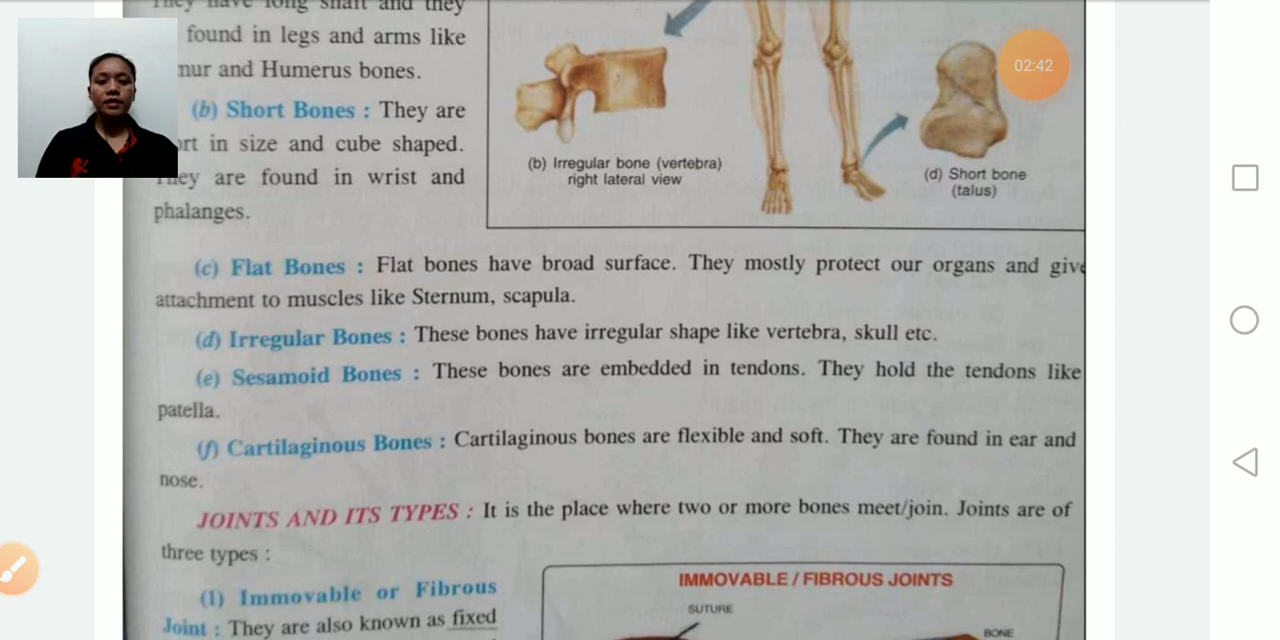 They have long shaft and they
found in legs and arms like
mur and Humerus bones.
(b) Short Bones : They are
rt in size and cube shaped.
They are found in wrist and
phalanges.
(b) Irregular bone (vertebra)
right lateral view
02:42
(d) Short bone
(talus)
(c) Flat Bones : Flat bones have broad surface. They mostly protect our organs and give
attachment to muscles like Sternum, scapula.
(d) Irregular Bones : These bones have irregular shape like vertebra, skull etc.
(e) Sesamoid Bones : These bones are embedded in tendons. They hold the tendons like
patella.
(f) Cartilaginous Bones : Cartilaginous bones are flexible and soft. They are found in ear and
nose.
JOINTS AND ITS TYPES : It is the place where two or more bones meet/join. Joints are of
three types :
(1) Immovable or Fibrous
Joint : They are also known as fixed
IMMOVABLE / FIBROUS JOINTS
SUTURE
BONE